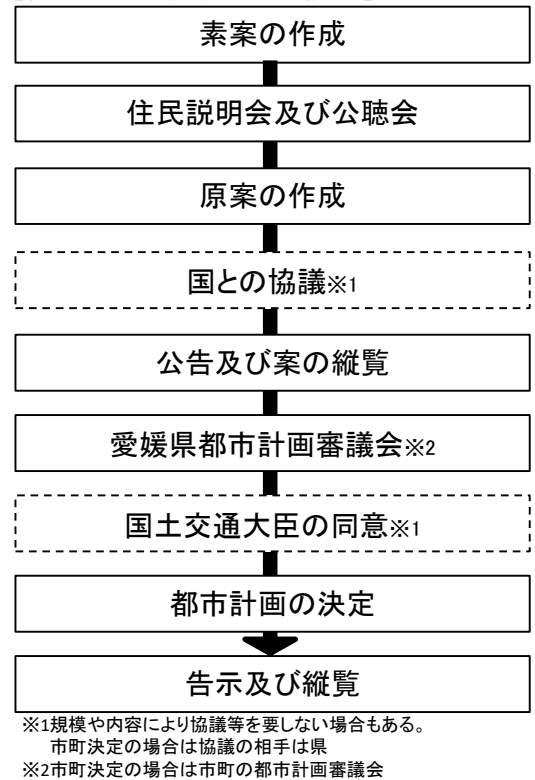 素案の作成
住民説明会及び公聴会
原案の作成
国との協議※1
公告及び案の縦覧
愛媛県都市計画審議会※2
国土交通大臣の同意※1
都市計画の決定
告示及び縦覧
※1規模や内容により協議等を要しない場合もある。
市町決定の場合は協議の相手は県
※2市町決定の場合は市町の都市計画審議会